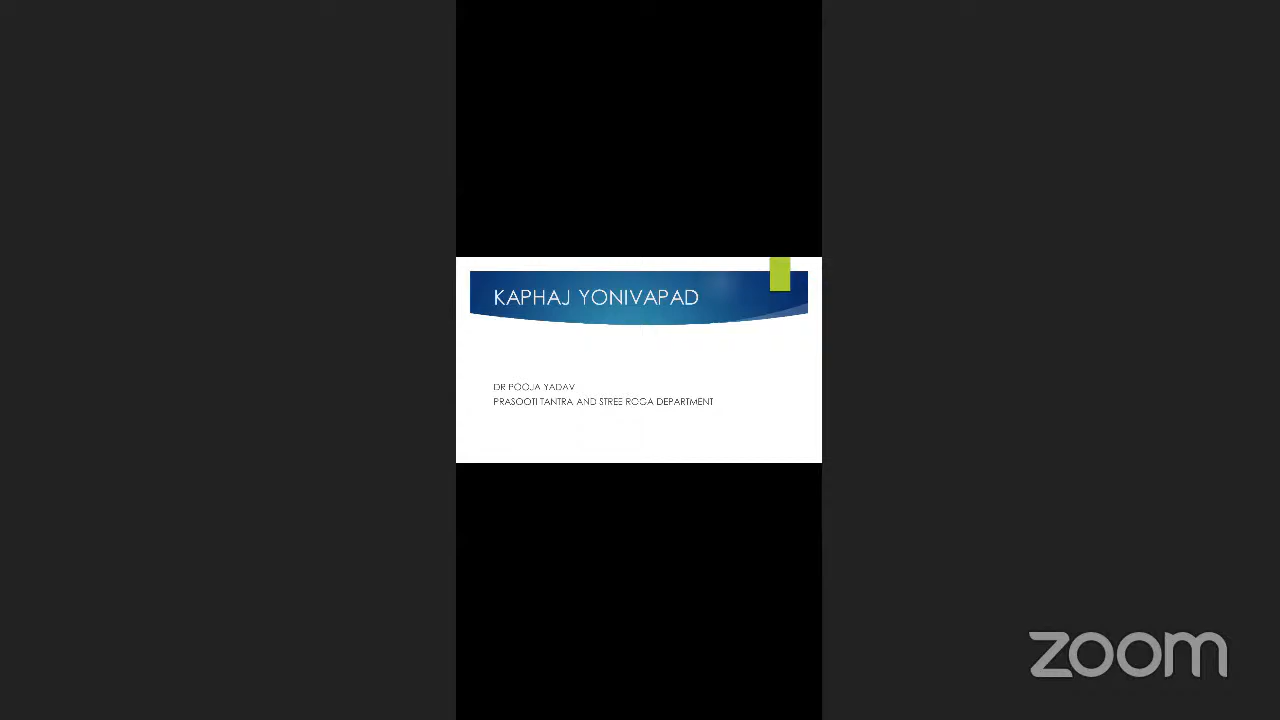 KAPHAJ YONIVAPAD
DR POOJA YADAV
PRASOOTI TANTRA AND STREE ROGA DEPARTMENT
zoom